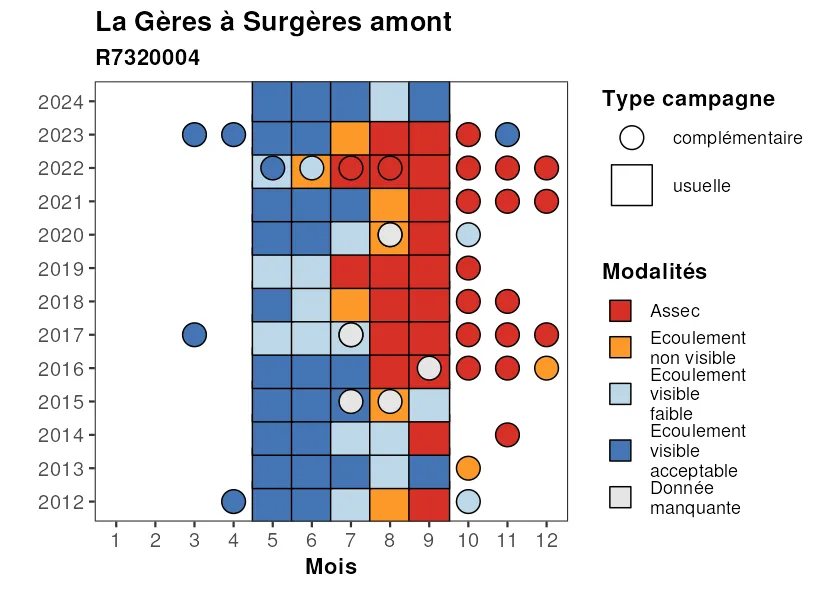 La Gères à Surgères amont
R7320004
2024
2023
2022
2021
2020
2019
2018
2017
2016
2015
2014
2013
2012
1 2 3 4 5 6 7 8 9 10 11 12
Mois
Type campagne
complémentaire
usuelle
Modalités
Assec
Ecoulement
non visible
Ecoulement
visible
faible
Ecoulement
visible
acceptable
Donnée
manquante